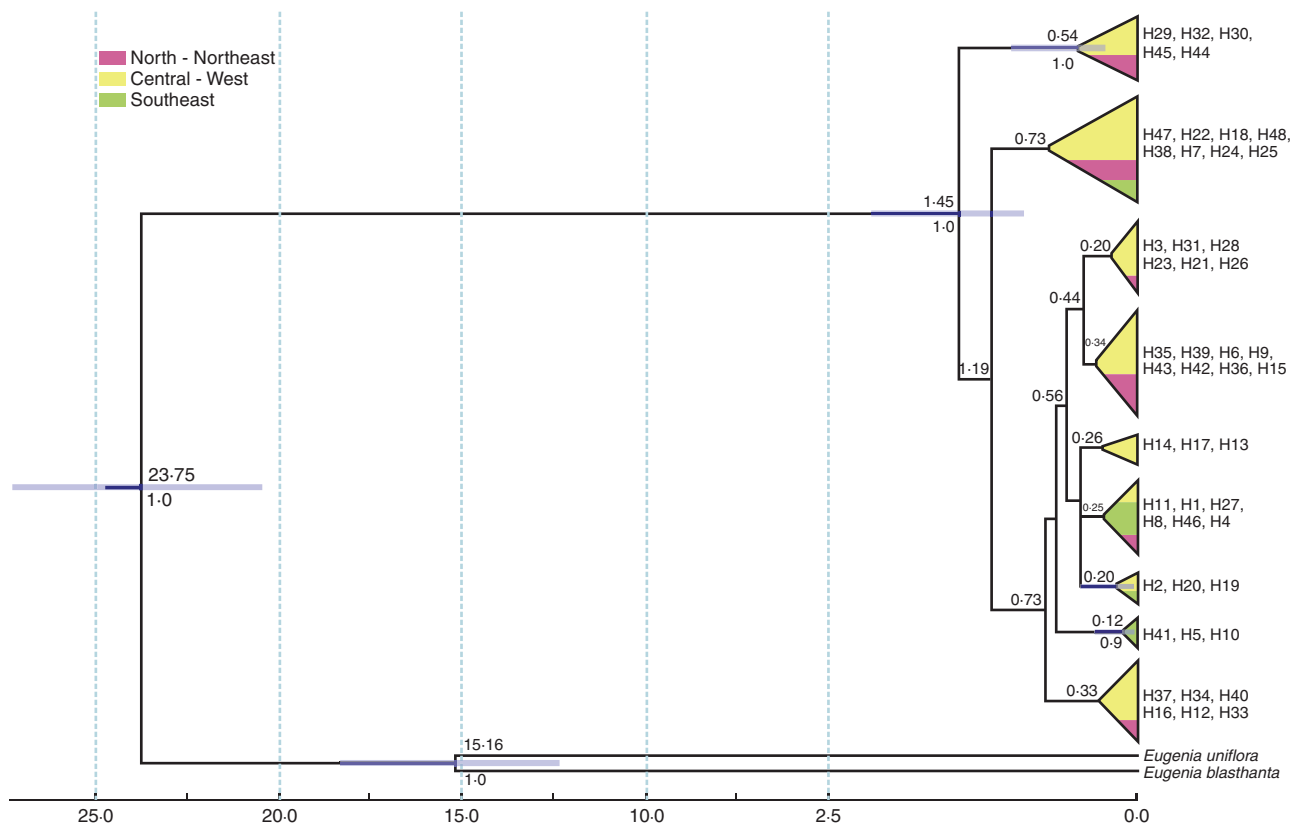 North - Northeast
Central - West
Southeast
0·54
1·0
H29, H32, H30,
H45, H44
0·73
H47, H22, H18, H48,
H38, H7, H24, H25
1·45
1·0
0·20
H3, H31, H28
H23, H21, H26
0·44
0·34
H35, H39, H6, H9,
H43, H42, H36, H15
1·19
0·56
0·26
H14, H17, H13
23·75
1·0
0·25
H11, H1, H27,
H8, H46, H4
0·20
H2, H20, H19
0·73
0·12
0·9
H41, H5, H10
0·33
H37, H34, H40
H16, H12, H33
15·16
1·0
Eugenia uniflora
Eugenia blasthanta
25·0 20·0 15·0 10·0 2·5 0·0